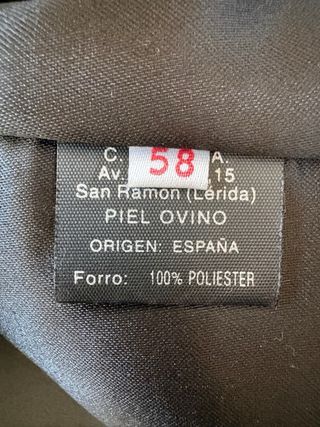 C. 58 A.
Av. .15
San Ramon (Lérida)
PIEL OVINO
ORIGEN: ESPAÑA
Forro: 100% POLIESTER